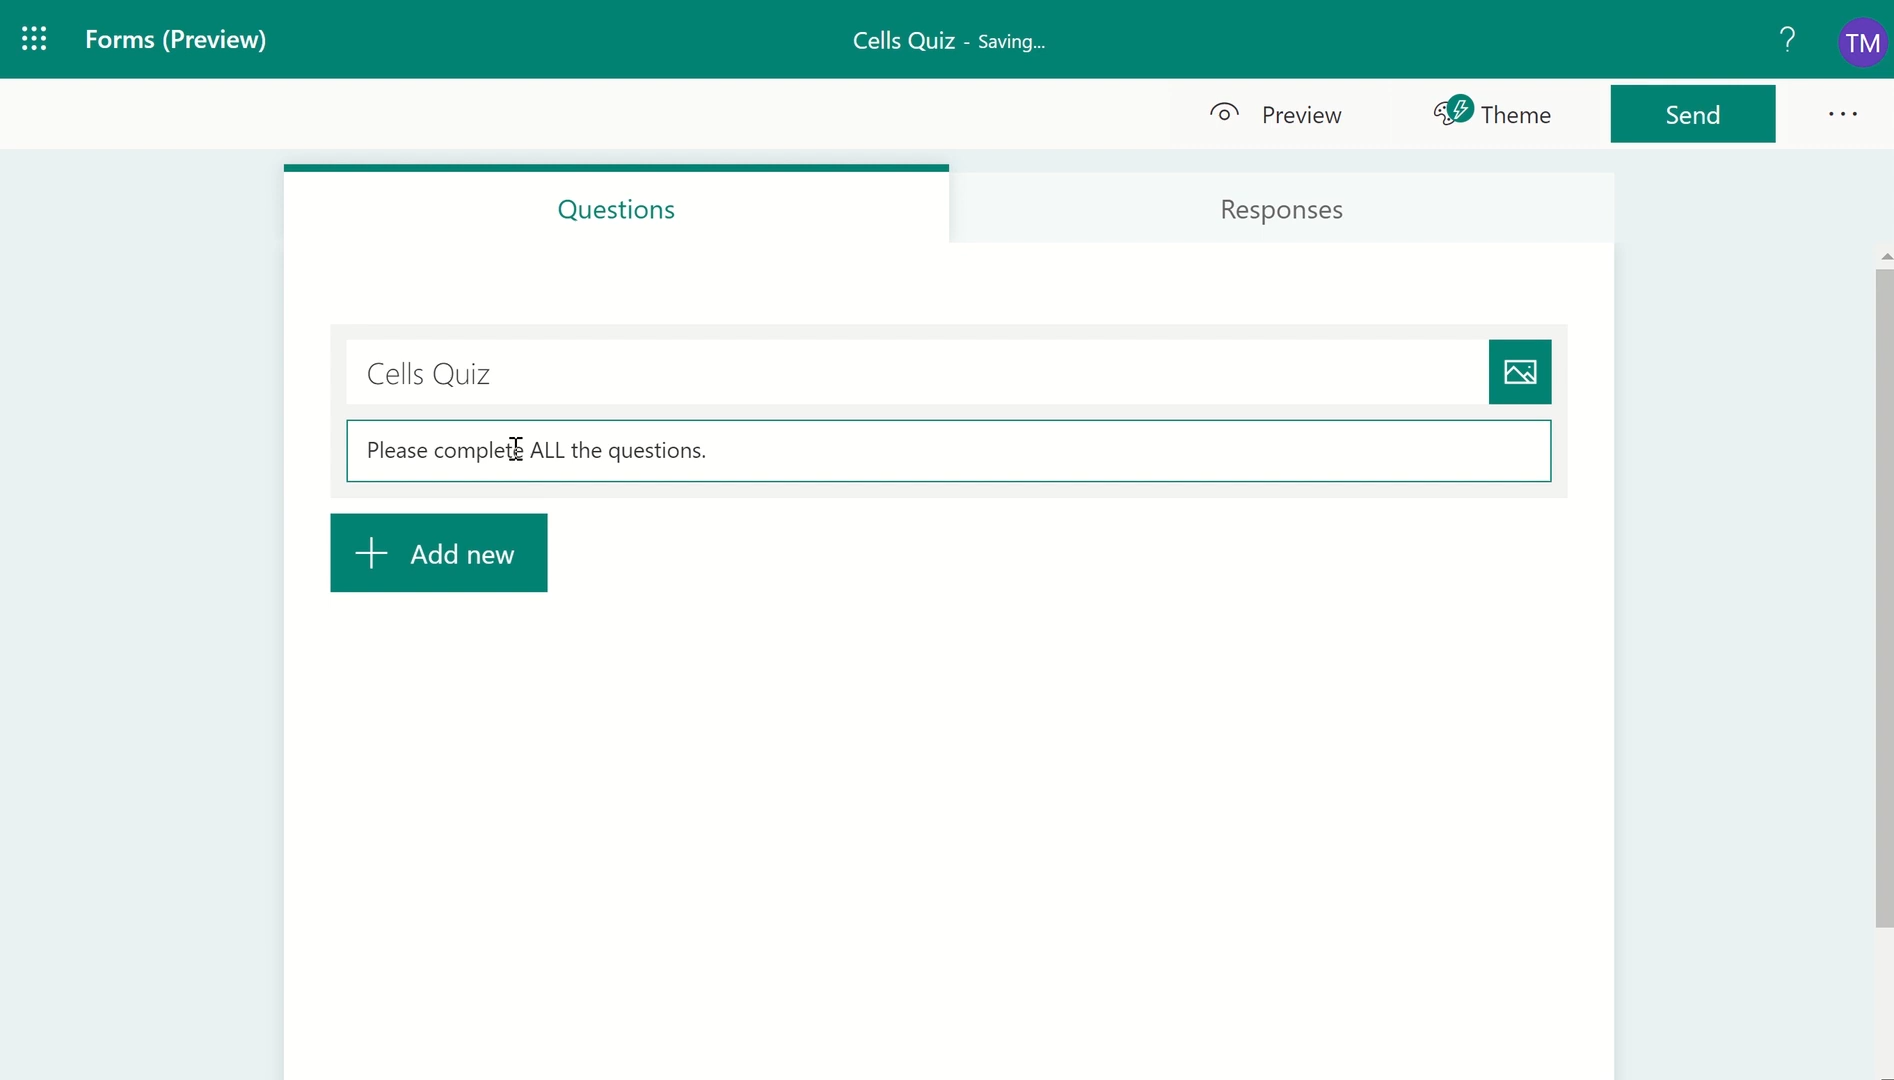 Forms (Preview)
Cells Quiz - Saving...
? TM
Preview
Theme
Send
...
Questions
Responses
Cells Quiz
Please complete ALL the questions.
+ Add new